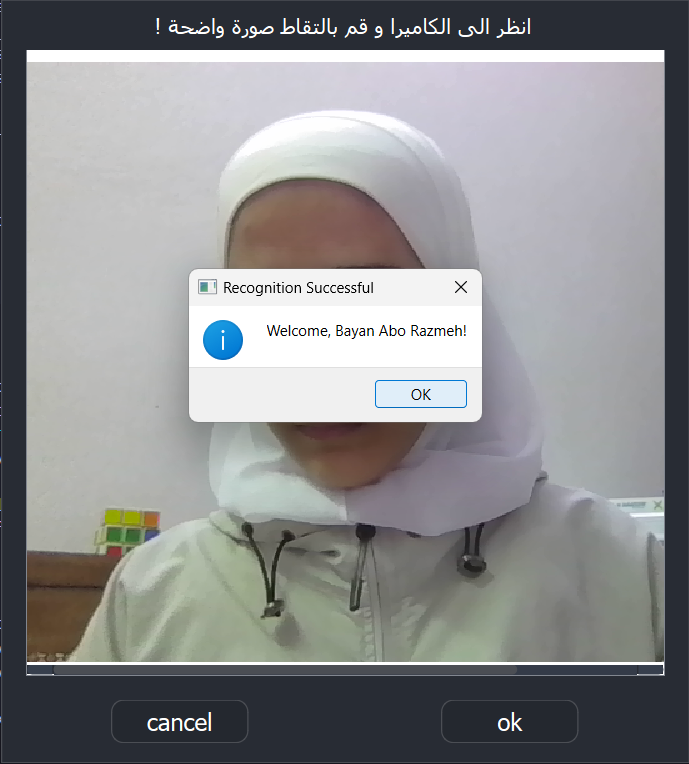 انظر الى الكاميرا و قم بالتقاط صورة واضحة !
Recognition Successful
Welcome, Bayan Abo Razmeh!
OK
cancel
ok